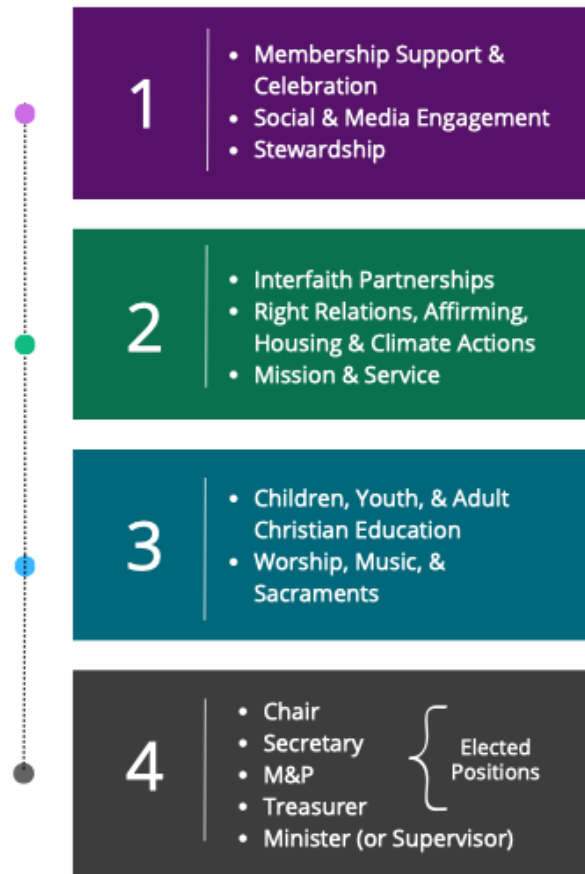 1
• Membership Support &
Celebration
• Social & Media Engagement
• Stewardship
2
• Interfaith Partnerships
• Right Relations, Affirming,
Housing & Climate Actions
• Mission & Service
3
• Children, Youth, & Adult
Christian Education
• Worship, Music, &
Sacraments
4
• Chair
• Secretary
• M&P
• Treasurer
• Minister (or Supervisor)
Elected
Positions